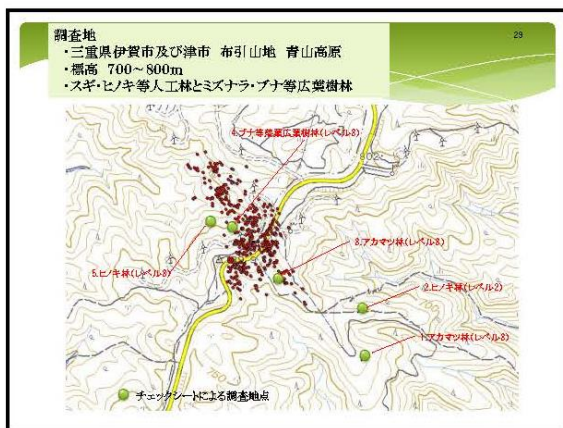 調査地
29
・三重県伊賀市及び津市 布引山地 青山高原
・標高 700～800m
・スギ・ヒノキ等人工林とミズナラ・ブナ等広葉樹林
4.ブナ等落葉広葉樹林(レベル3)
802
5.ヒノキ林(レベル3)
3.アカマツ林(レベル3)
2.ヒノキ林(レベル2)
1.アカマツ林(レベル3)
750
チェックシートによる調査地点